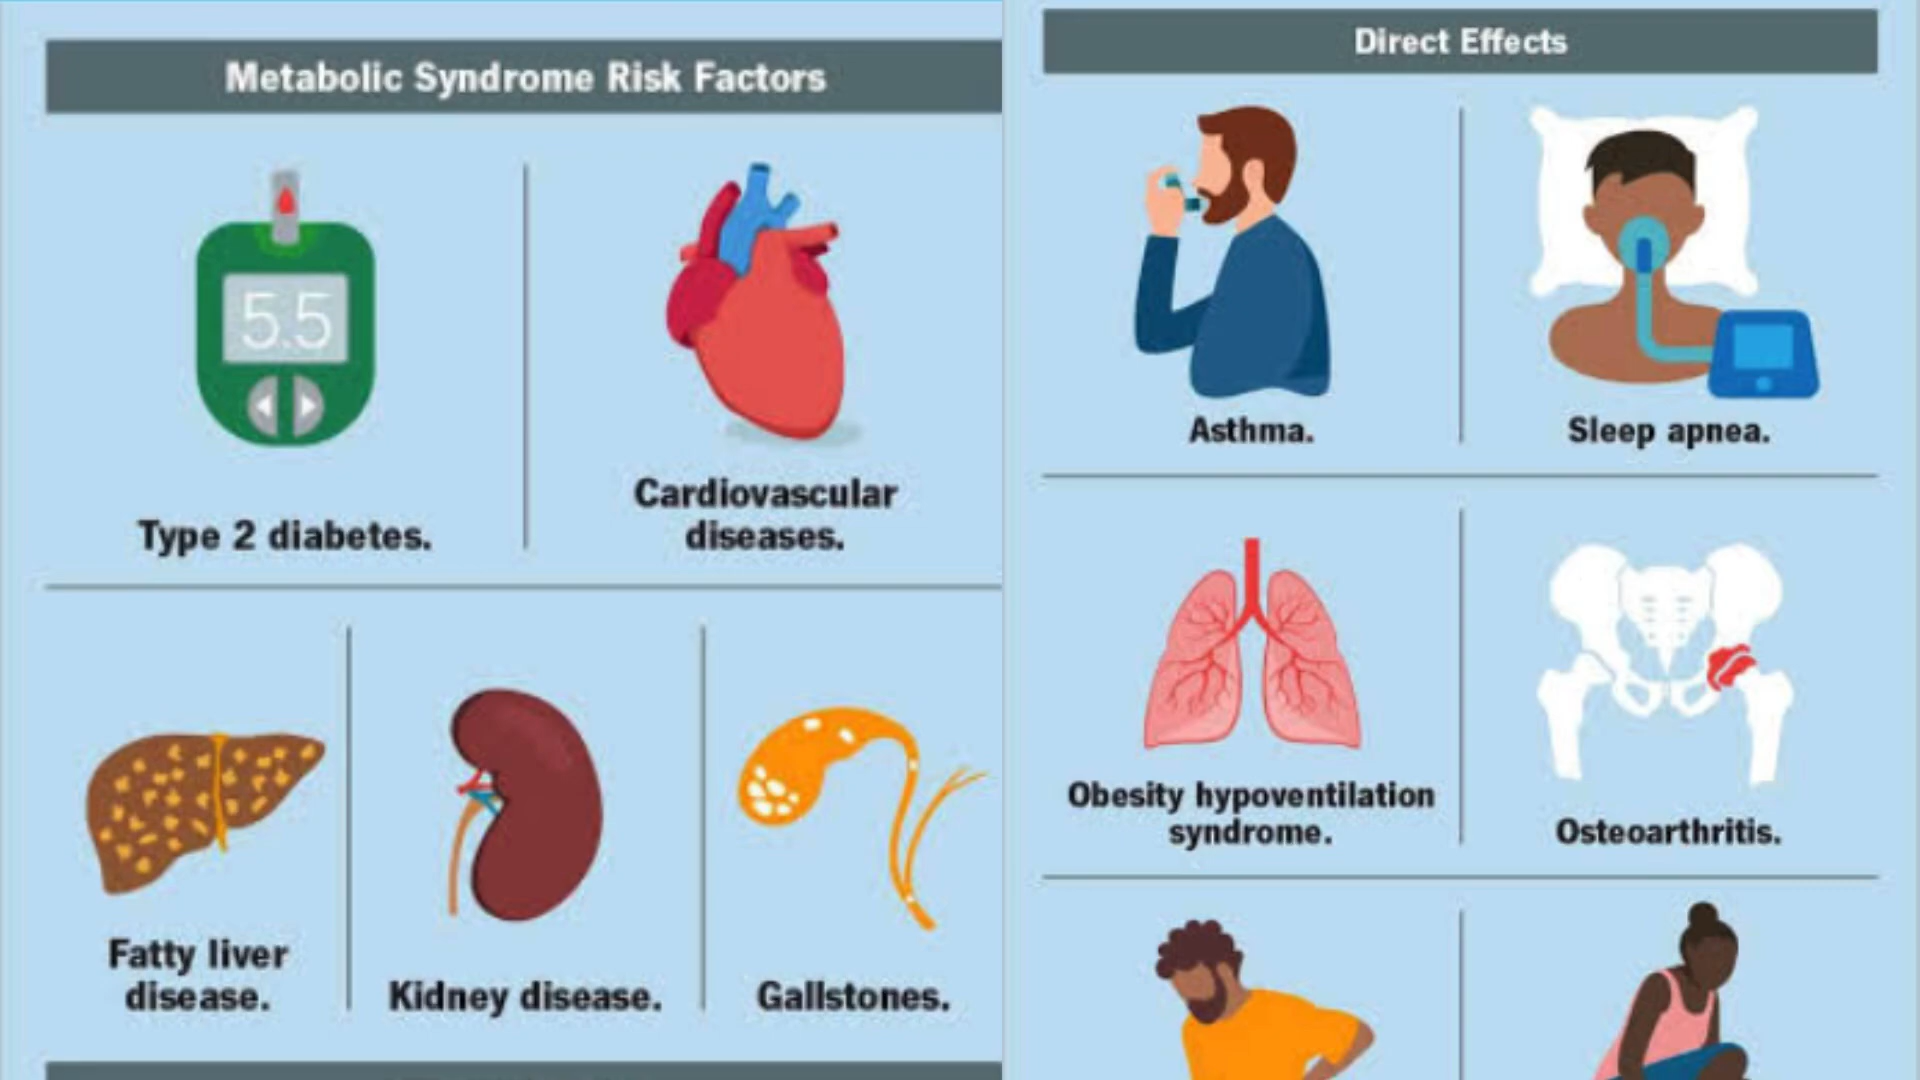 Metabolic Syndrome Risk Factors
5.5
Type 2 diabetes.
Cardiovascular
diseases.
Fatty liver
disease.
Kidney disease.
Gallstones.
Direct Effects
Asthma.
Sleep apnea.
Obesity hypoventilation
syndrome.
Osteoarthritis.